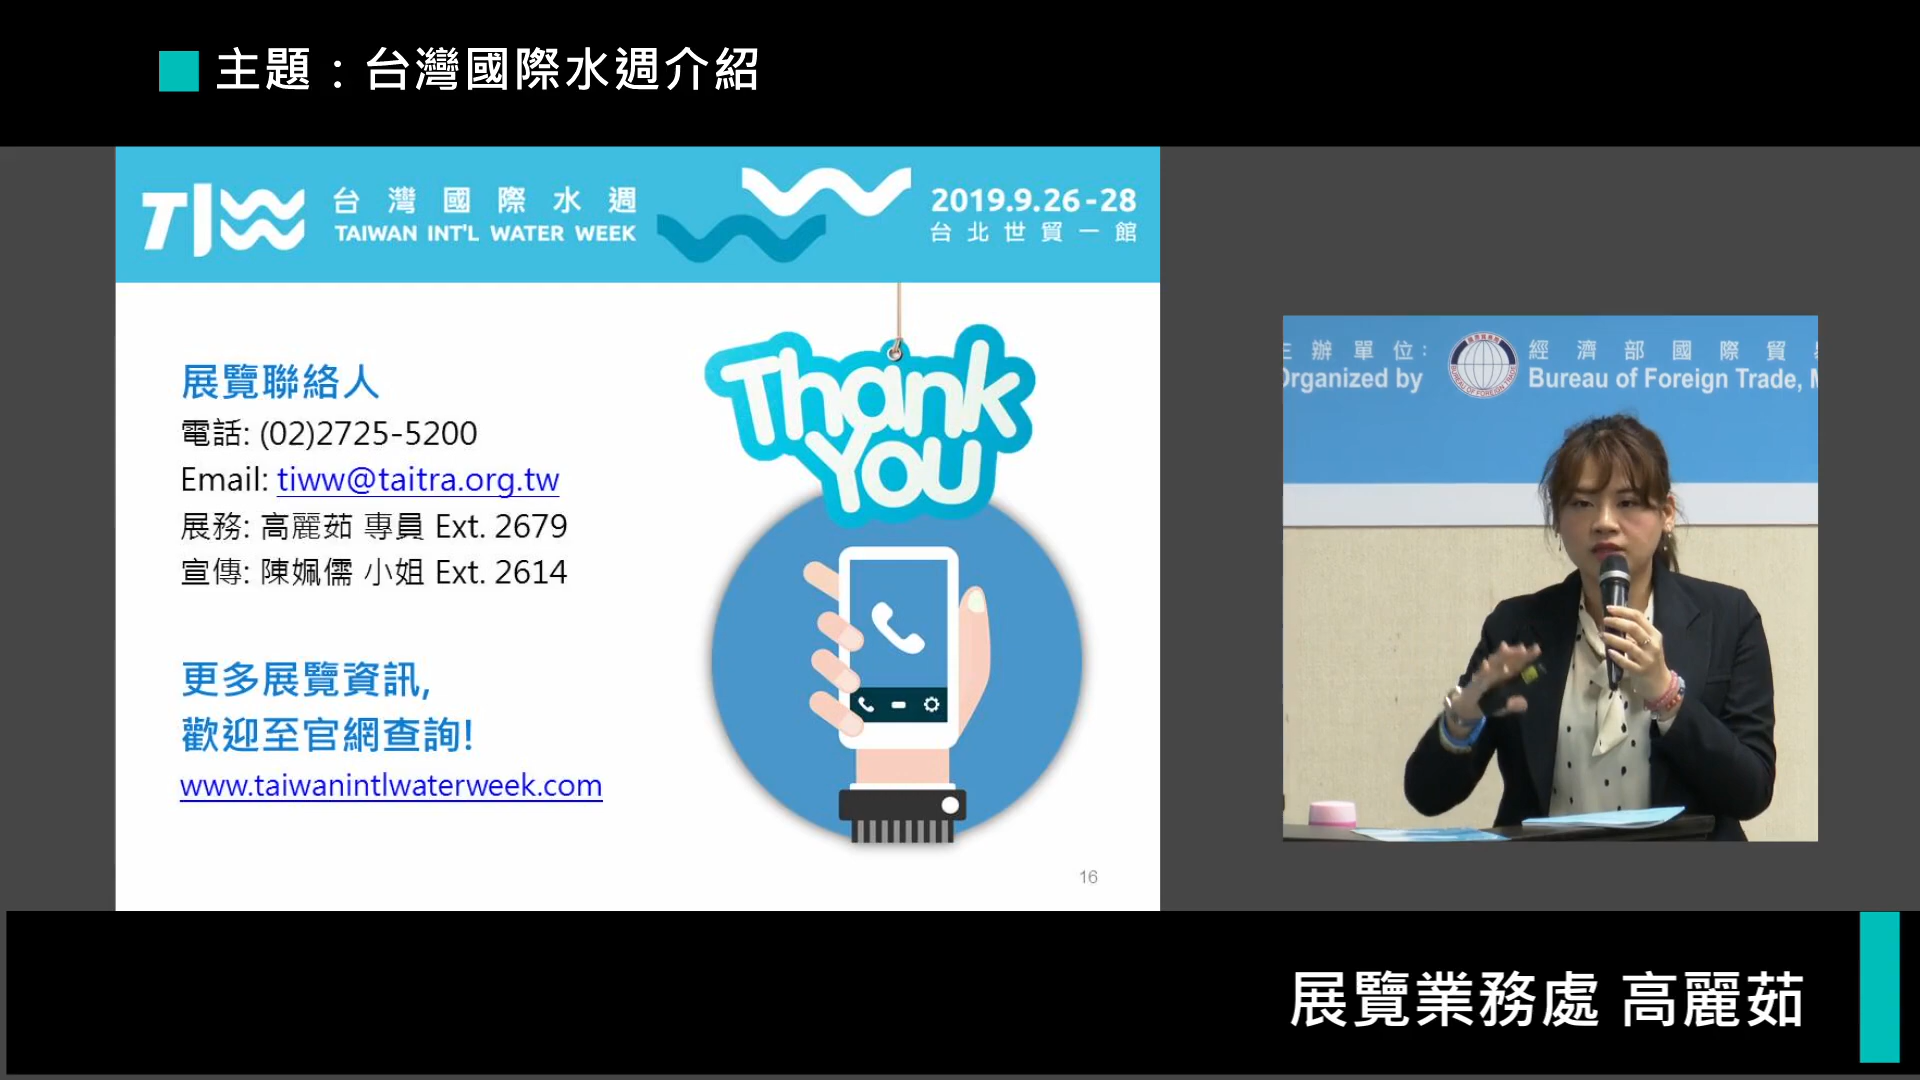 主題：台灣國際水週介紹
TIWW
台灣國際水週
TAIWAN INT'L WATER WEEK
2019.9.26-28
台北世貿一館
展覽聯絡人
電話: (02)2725-5200
Email: tiww@taitra.org.tw
展務: 高麗茹 專員 Ext. 2679
宣傳: 陳姵儒 小姐 Ext. 2614
更多展覽資訊,
歡迎至官網查詢!
www.taiwanintlwaterweek.com
Thank
You
16
辦單位:
Organized by
經濟部國際貿
Bureau of Foreign Trade, M
展覽業務處 高麗茹